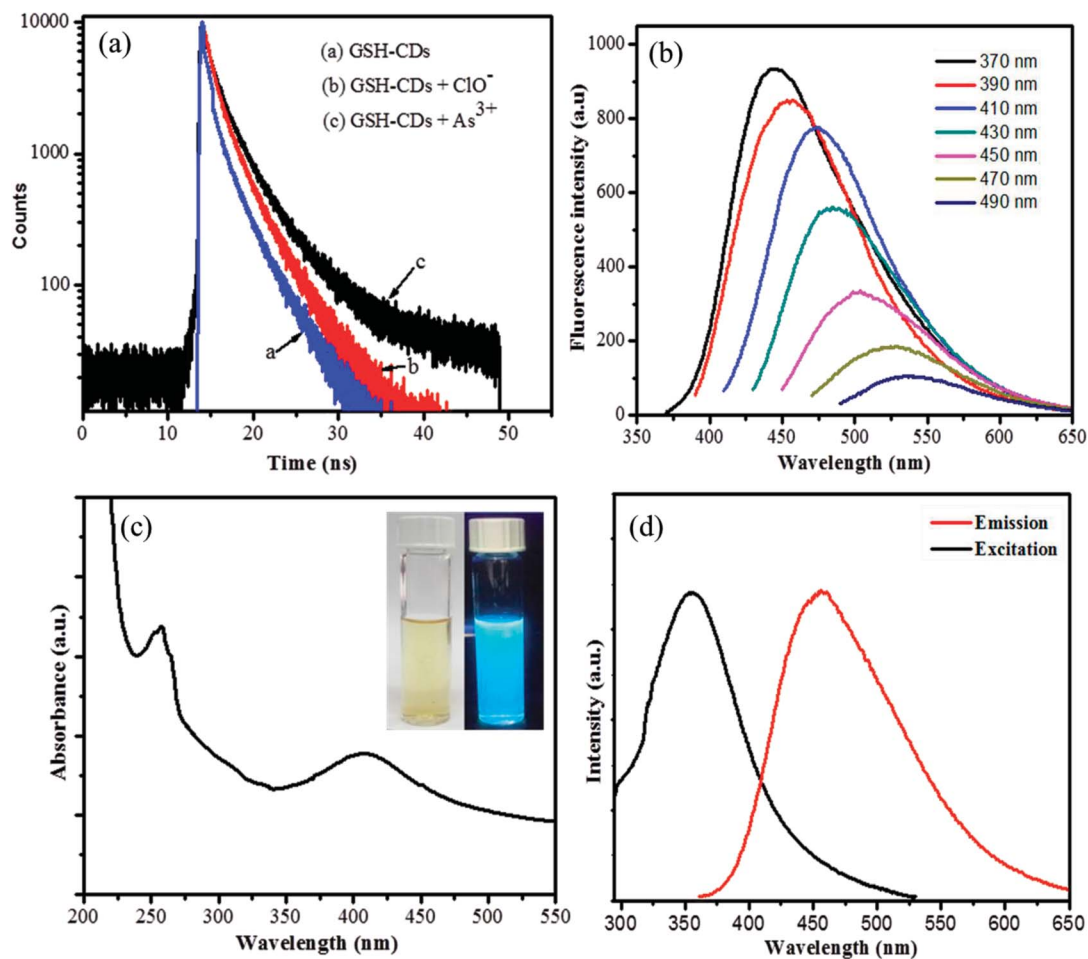 (a)
(a) GSH-CDs
(b) GSH-CDs + ClO⁻
(c) GSH-CDs + As³⁺
10000
1000
100
Counts
c
a
b
0 10 20 30 40 50
Time (ns)
(b)
370 nm
390 nm
410 nm
430 nm
450 nm
470 nm
490 nm
1000
800
600
400
200
0
Fluorescence intensity (a.u)
350 400 450 500 550 600 650
Wavelength (nm)
(c)
Absorbance (a.u.)
200 250 300 350 400 450 500 550
Wavelength (nm)
(d)
Emission
Excitation
Intensity (a.u.)
300 350 400 450 500 550 600 650
Wavelength (nm)